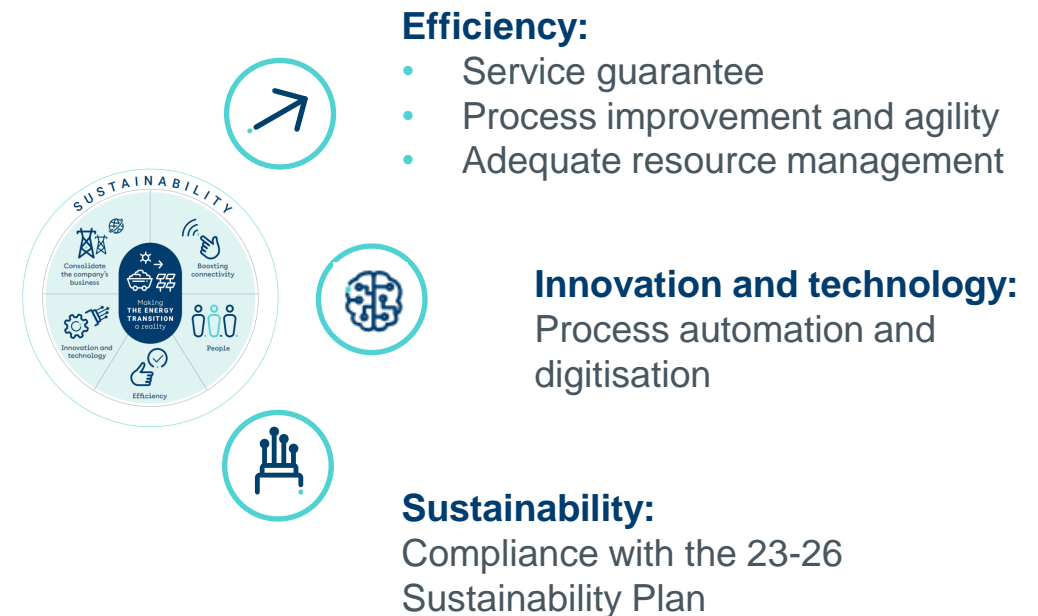 Efficiency:
• Service guarantee
• Process improvement and agility
• Adequate resource management
SUSTAINABILITY
Consolidate
the company's
business
Boosting
connectivity
Making
THE ENERGY
TRANSITION
a reality
Innovation and
technology
People
Efficiency
Innovation and technology:
Process automation and
digitisation
Sustainability:
Compliance with the 23-26
Sustainability Plan